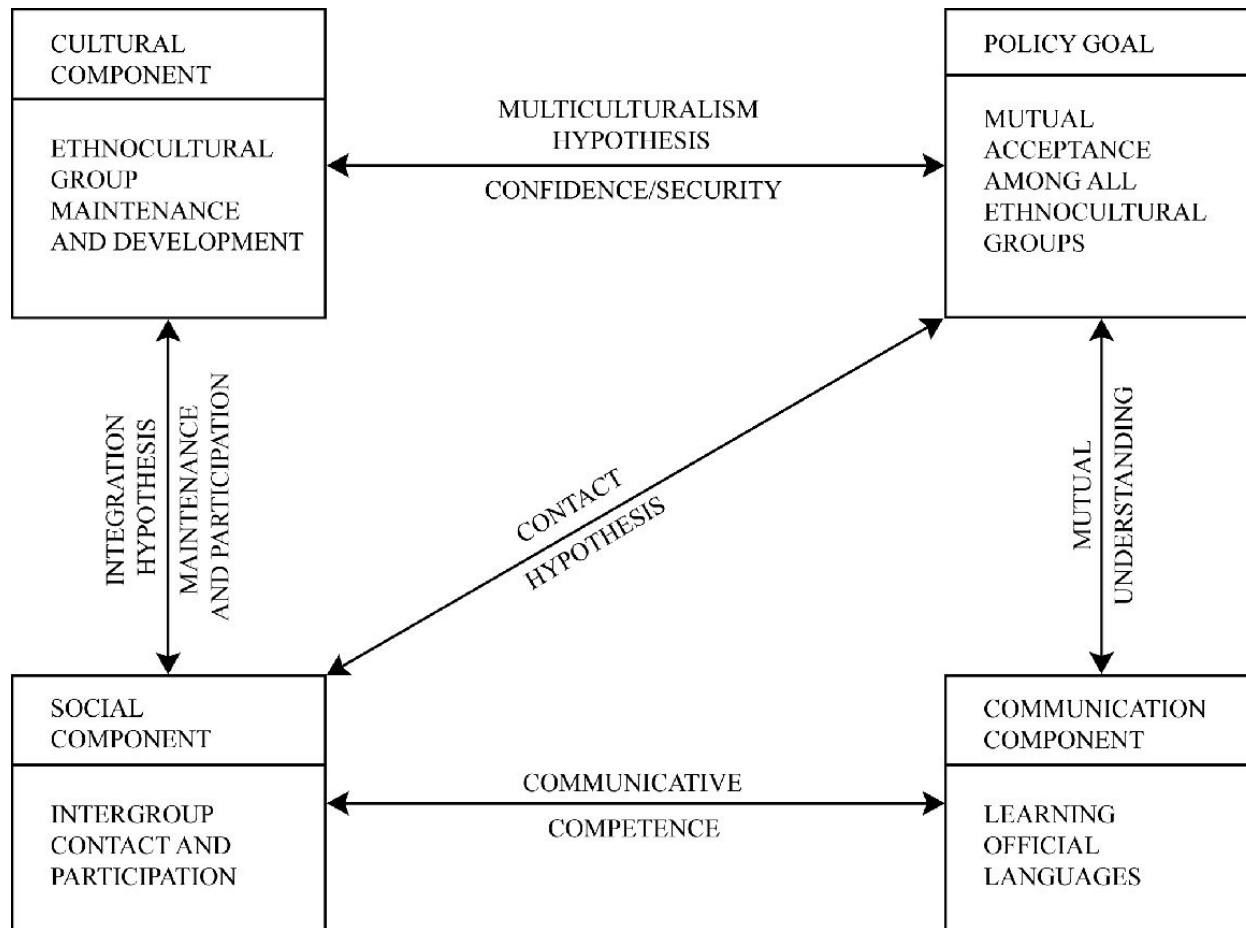 CULTURAL
COMPONENT
ETHNOCULTURAL
GROUP
MAINTENANCE
AND DEVELOPMENT
MULTICULTURALISM
HYPOTHESIS
CONFIDENCE/SECURITY
POLICY GOAL
MUTUAL
ACCEPTANCE
AMONG ALL
ETHNOCULTURAL
GROUPS
INTEGRATION
HYPOTHESIS
MAINTENANCE
AND PARTICIPATION
CONTACT
HYPOTHESIS
MUTUAL
UNDERSTANDING
SOCIAL
COMPONENT
INTERGROUP
CONTACT AND
PARTICIPATION
COMMUNICATIVE
COMPETENCE
COMMUNICATION
COMPONENT
LEARNING
OFFICIAL
LANGUAGES